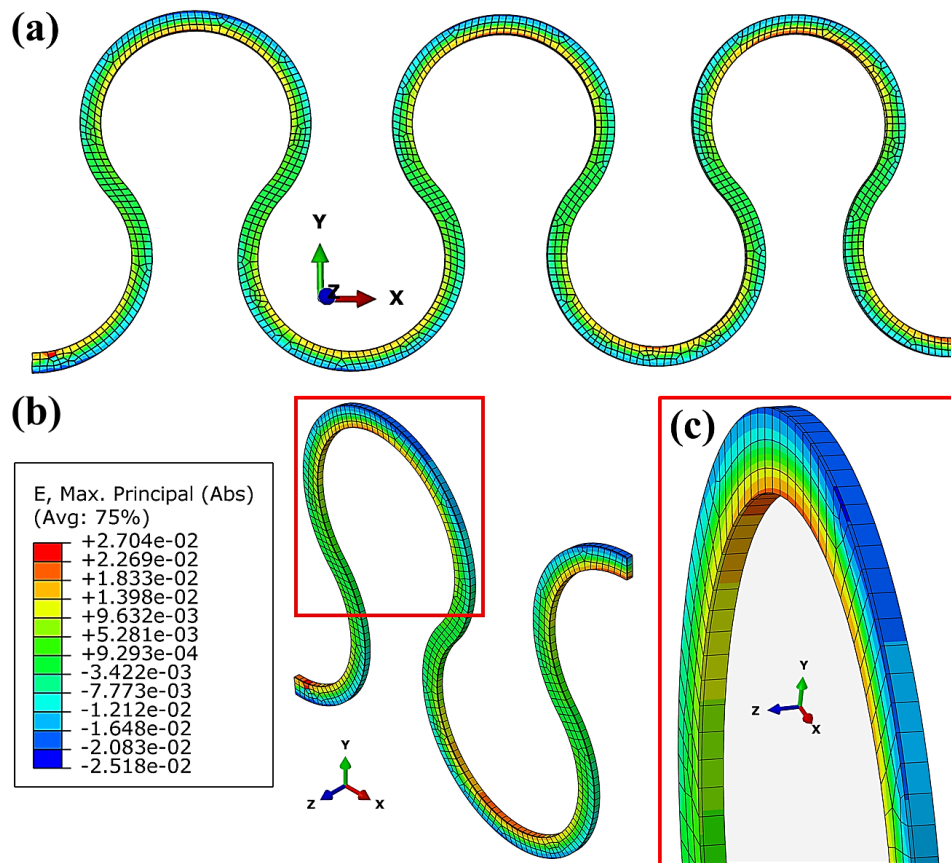 (a)
Y
Z
X
(b)
(c)
E, Max. Principal (Abs)
(Avg: 75%)
+2.704e-02
+2.269e-02
+1.833e-02
+1.398e-02
+9.632e-03
+5.281e-03
+9.293e-04
-3.422e-03
-7.773e-03
-1.212e-02
-1.648e-02
-2.083e-02
-2.518e-02
Y
Z
X
Y
Z
X